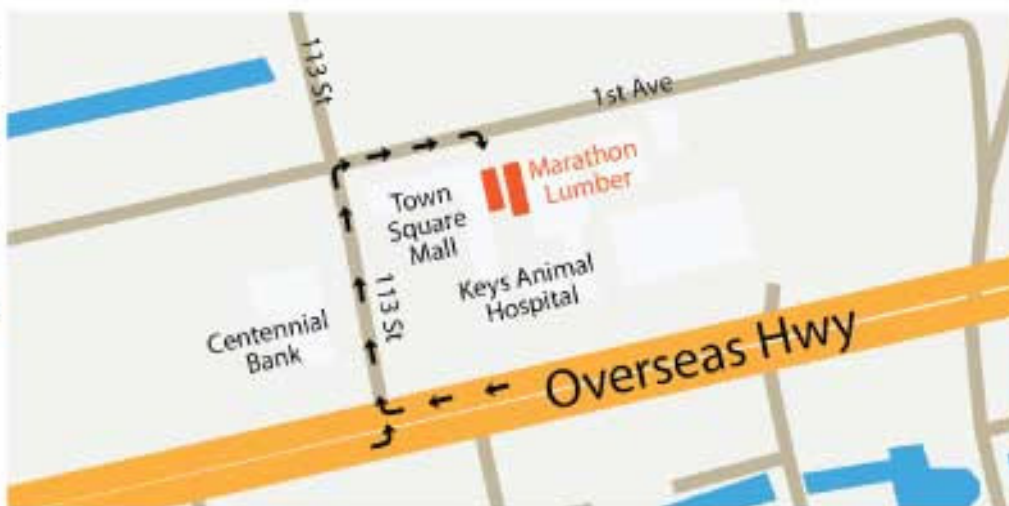 113 St
1st Ave
Marathon
Lumber
Town
Square
Mall
113 St
Keys Animal
Hospital
Centennial
Bank
Overseas Hwy